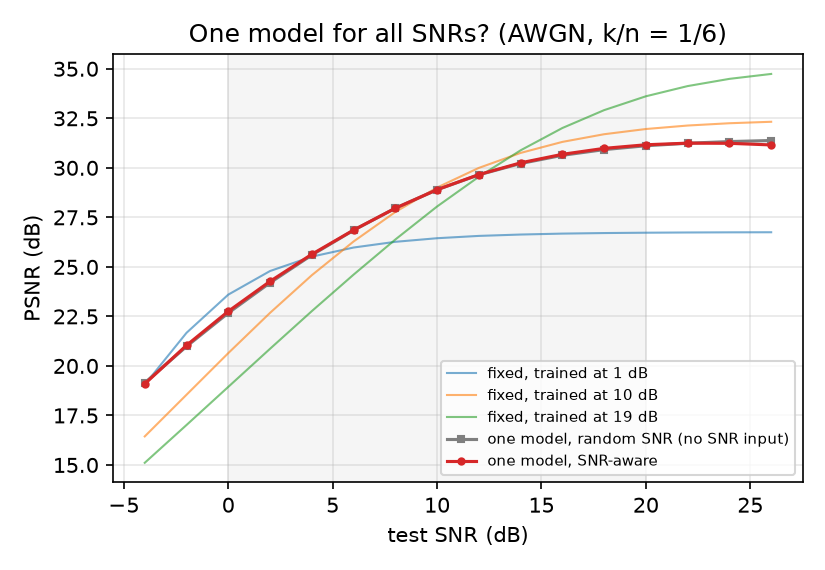 One model for all SNRs? (AWGN, k/n = 1/6)
PSNR (dB)
35.0
32.5
30.0
27.5
25.0
22.5
20.0
17.5
15.0
fixed, trained at 1 dB
fixed, trained at 10 dB
fixed, trained at 19 dB
one model, random SNR (no SNR input)
one model, SNR-aware
−5
0
5
10
15
20
25
test SNR (dB)